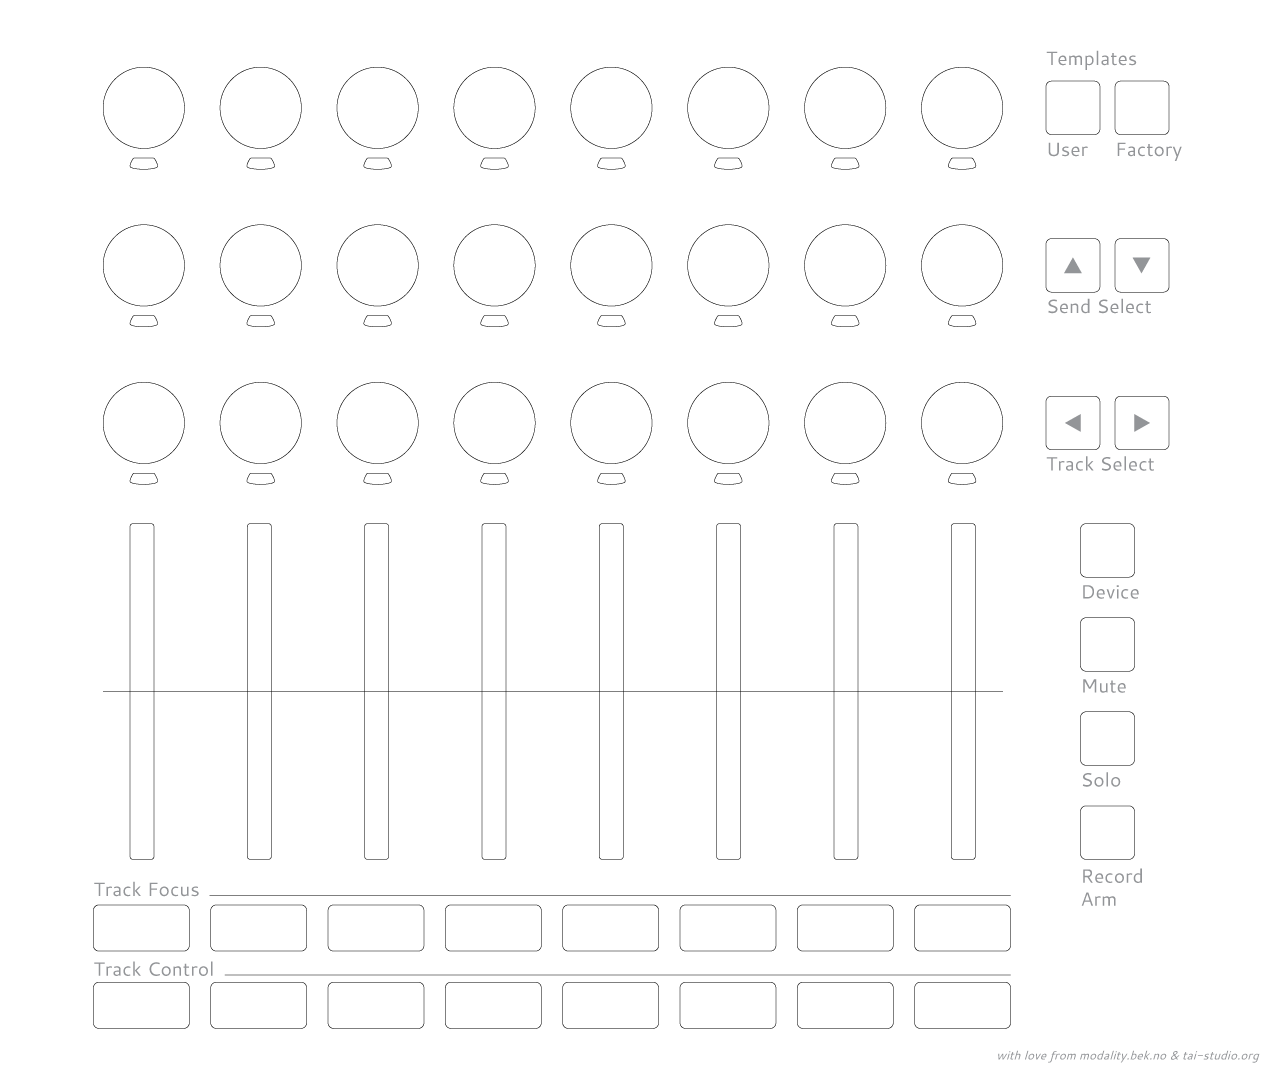 Templates
User Factory
Send Select
Track Select
Device
Mute
Solo
Record
Arm
Track Focus
Track Control
with love from modality.bek.no & tai-studio.org